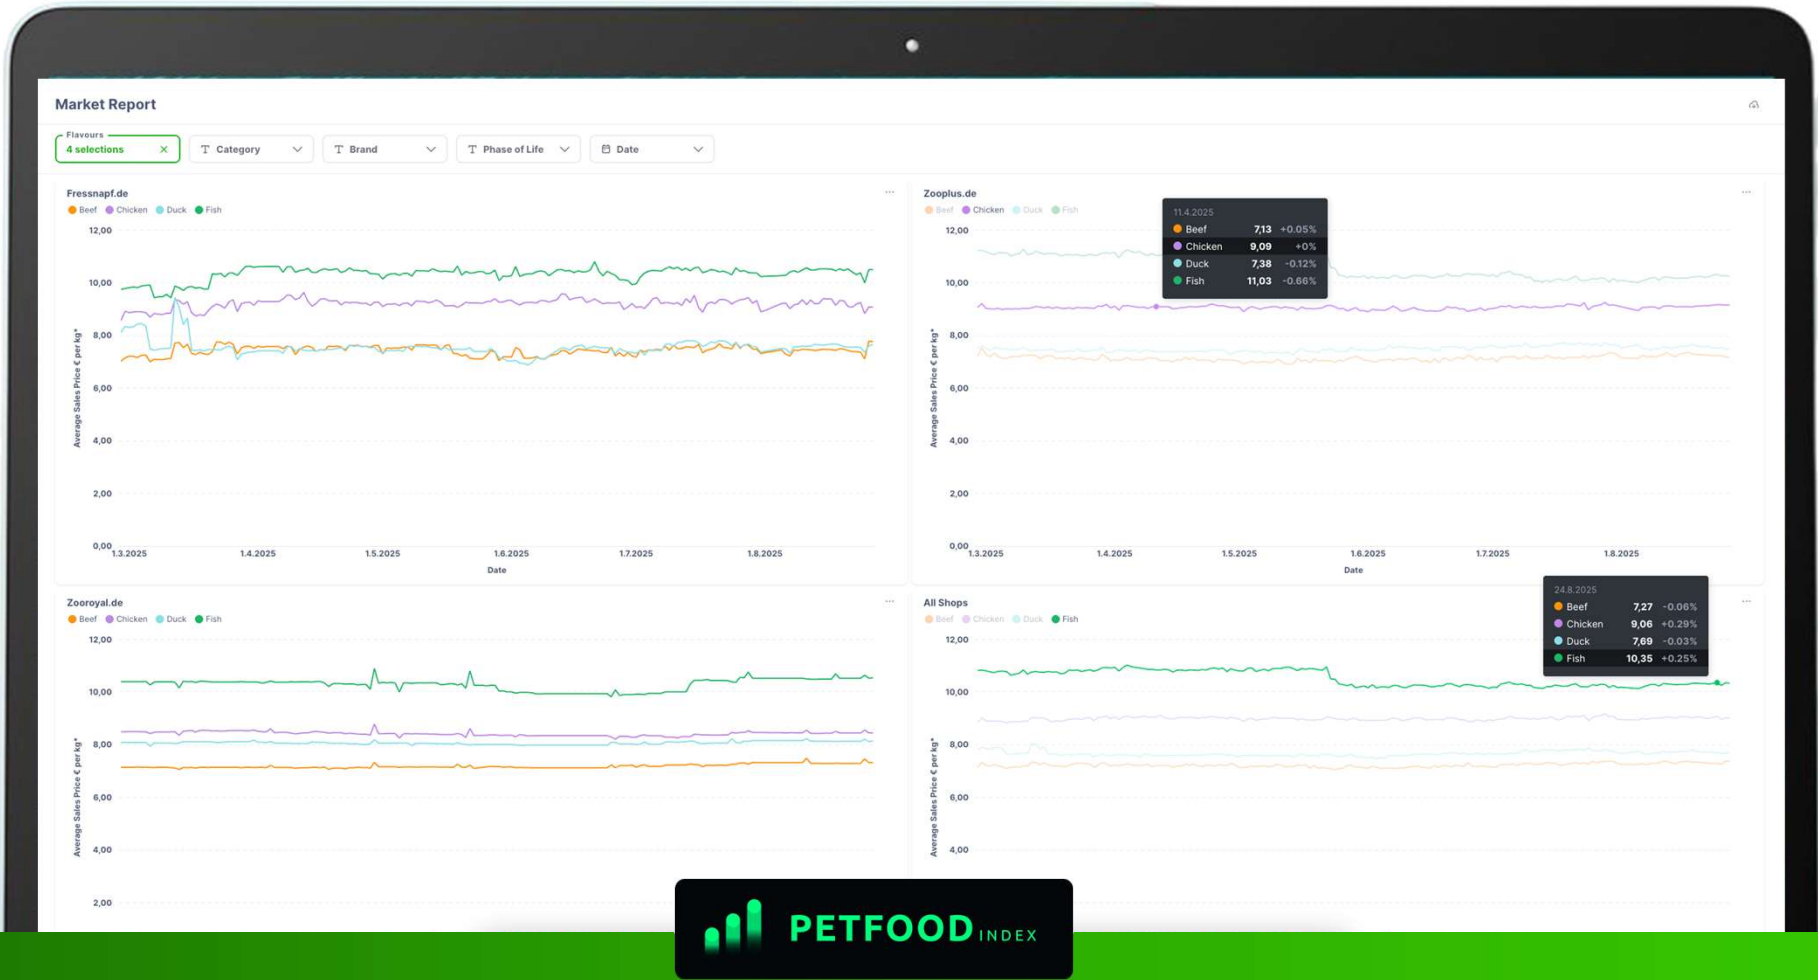 Market Report
Flavours
4 selections
Category
Brand
Phase of Life
Date
Fressnapf.de
Beef Chicken Duck Fish
12,00
10,00
8,00
6,00
4,00
2,00
0,00
Average Sales Price € per kg*
1.3.2025 1.4.2025 1.5.2025 1.6.2025 1.7.2025 1.8.2025
Date
Zooplus.de
Beef Chicken Duck Fish
11.4.2025
Beef 7,13 +0.05%
Chicken 9,09 +0%
Duck 7,38 -0.12%
Fish 11,03 -0.66%
12,00
10,00
8,00
6,00
4,00
2,00
0,00
Average Sales Price € per kg*
1.3.2025 1.4.2025 1.5.2025 1.6.2025 1.7.2025 1.8.2025
Date
Zooroyal.de
Beef Chicken Duck Fish
12,00
10,00
8,00
6,00
4,00
2,00
Average Sales Price € per kg*
All Shops
Beef Chicken Duck Fish
24.8.2025
Beef 7,27 -0.06%
Chicken 9,06 +0.29%
Duck 7,69 -0.03%
Fish 10,35 +0.25%
12,00
10,00
8,00
6,00
4,00
2,00
Average Sales Price € per kg*
PETFOOD INDEX